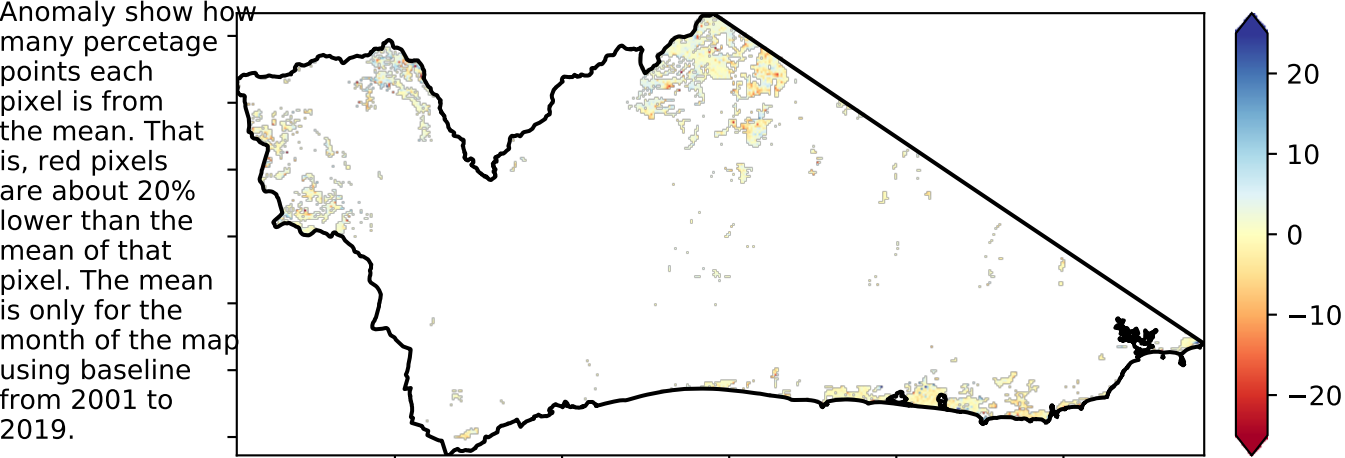 Anomaly show how
many percetage
points each
pixel is from
the mean. That
is, red pixels
are about 20%
lower than the
mean of that
pixel. The mean
is only for the
month of the map
using baseline
from 2001 to
2019.
20
10
0
−10
−20